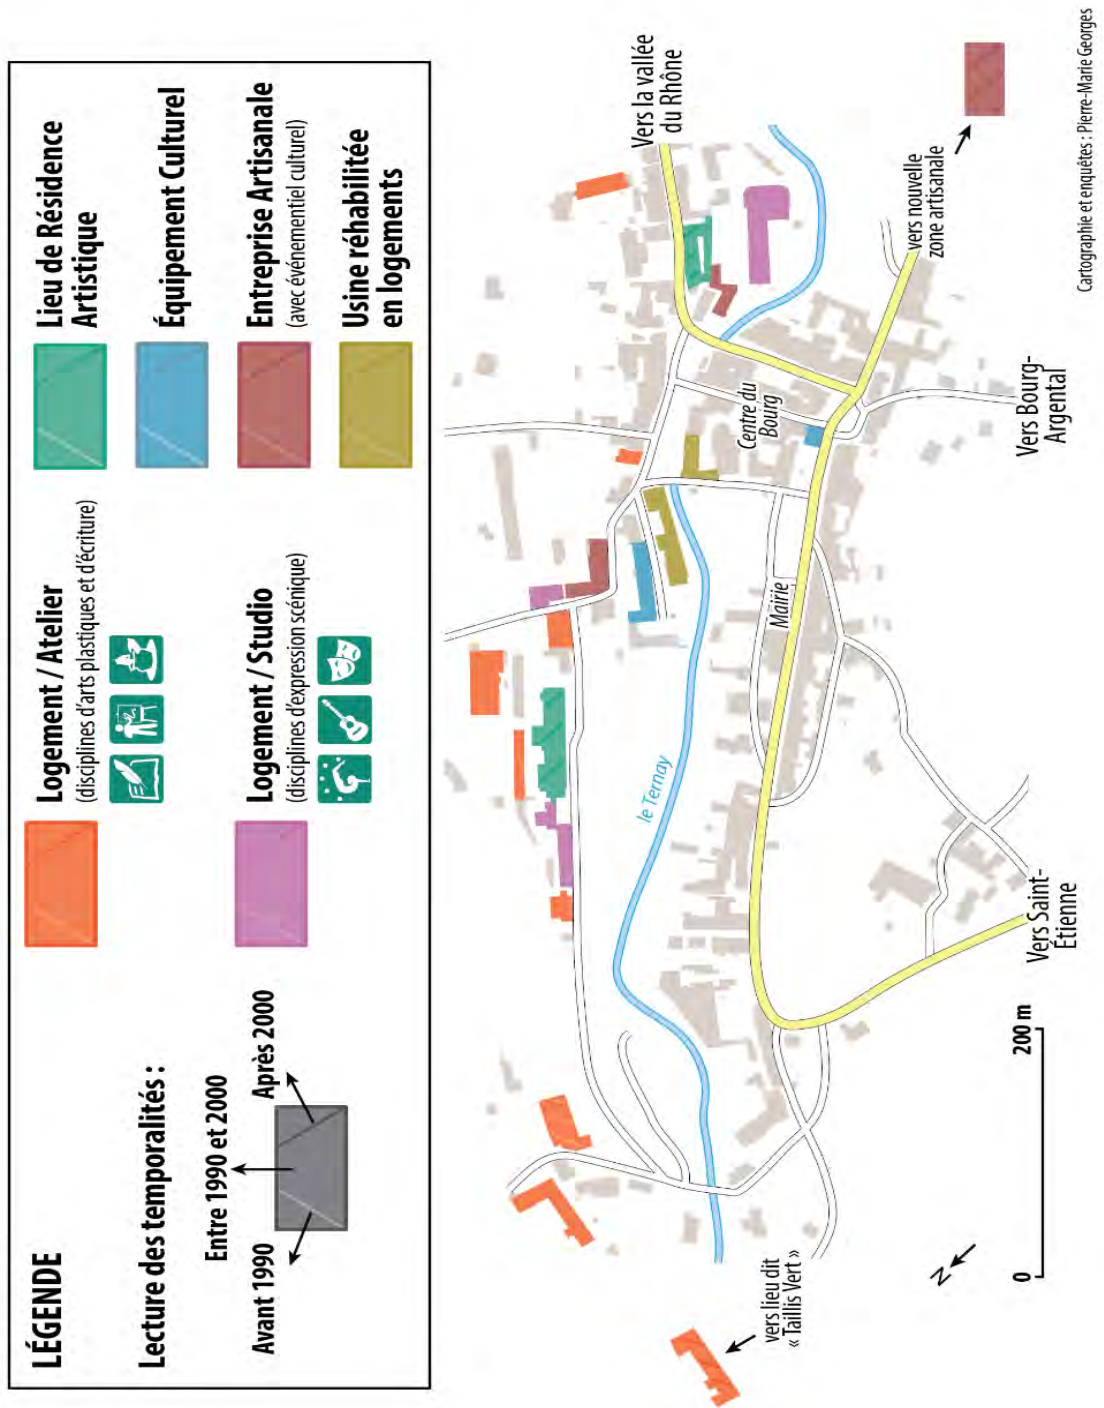 LÉGENDE
Lecture des temporalités :
Avant 1990
Entre 1990 et 2000
Après 2000
Logement / Atelier
(disciplines d'arts plastiques et d'écriture)
Logement / Studio
(disciplines d'expression scénique)
Lieu de Résidence
Artistique
Équipement Culturel
Entreprise Artisanale
(avec événementiel culturel)
Usine réhabilitée
en logements
Vers la vallée
du Rhône
vers nouvelle
zone artisanale
Centre du
Bourg
Vers Bourg-
Argental
Mairie
le Ternay
Vers Saint-
Étienne
vers lieu dit
« Taillis Vert »
N
0
200 m
Cartographie et enquêtes : Pierre-Marie Georges